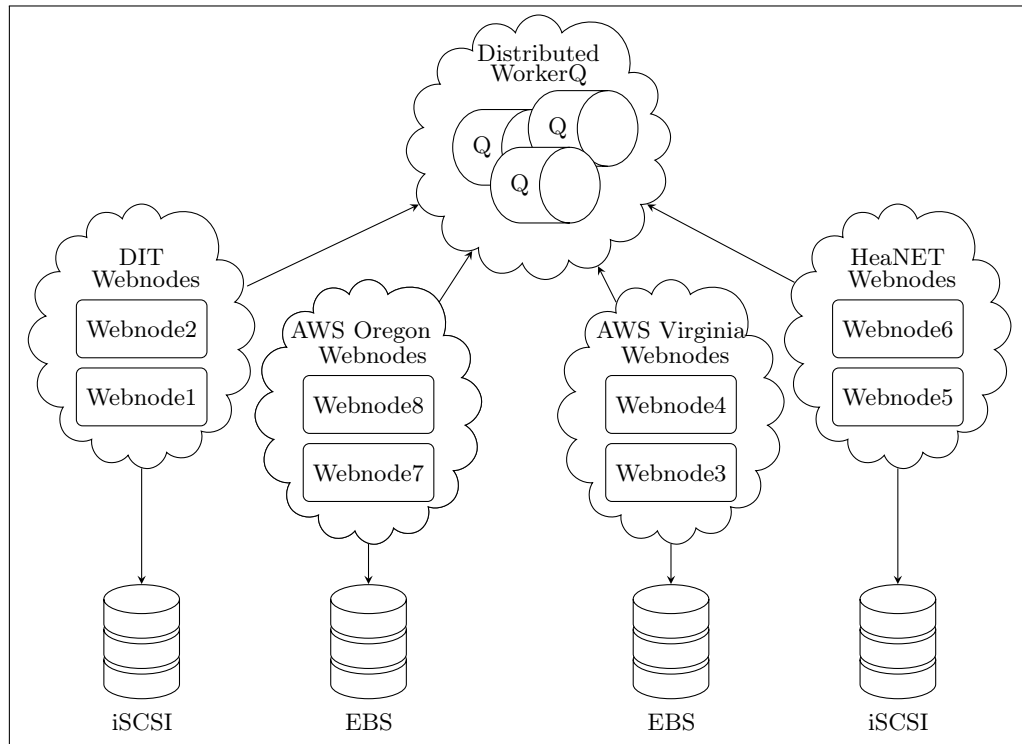 Distributed
WorkerQ
Q
Q
Q
DIT
Webnodes
Webnode2
Webnode1
AWS Oregon
Webnodes
Webnode8
Webnode7
AWS Virginia
Webnodes
Webnode4
Webnode3
HeaNET
Webnodes
Webnode6
Webnode5
iSCSI
EBS
EBS
iSCSI